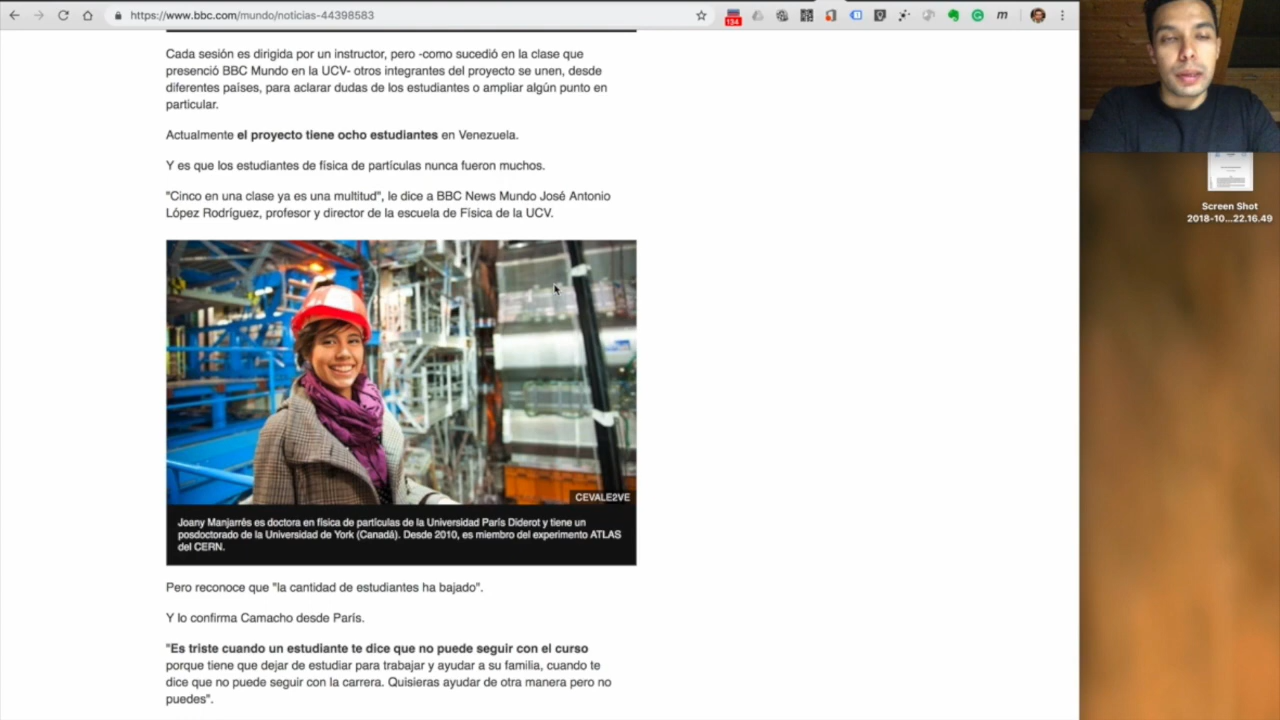 https://www.bbc.com/mundo/noticias-44398583
134
m
Cada sesión es dirigida por un instructor, pero -como sucedió en la clase que
presenció BBC Mundo en la UCV- otros integrantes del proyecto se unen, desde
diferentes países, para aclarar dudas de los estudiantes o ampliar algún punto en
particular.
Actualmente el proyecto tiene ocho estudiantes en Venezuela.
Y es que los estudiantes de física de partículas nunca fueron muchos.
"Cinco en una clase ya es una multitud", le dice a BBC News Mundo José Antonio
López Rodríguez, profesor y director de la escuela de Física de la UCV.
CEVALE2VE
Joany Manjarrés es doctora en física de partículas de la Universidad París Diderot y tiene un
posdoctorado de la Universidad de York (Canadá). Desde 2010, es miembro del experimento ATLAS
del CERN.
Pero reconoce que "la cantidad de estudiantes ha bajado".
Y lo confirma Camacho desde París.
"Es triste cuando un estudiante te dice que no puede seguir con el curso
porque tiene que dejar de estudiar para trabajar y ayudar a su familia, cuando te
dice que no puede seguir con la carrera. Quisieras ayudar de otra manera pero no
puedes".
Screen Shot
2018-10...22.16.49